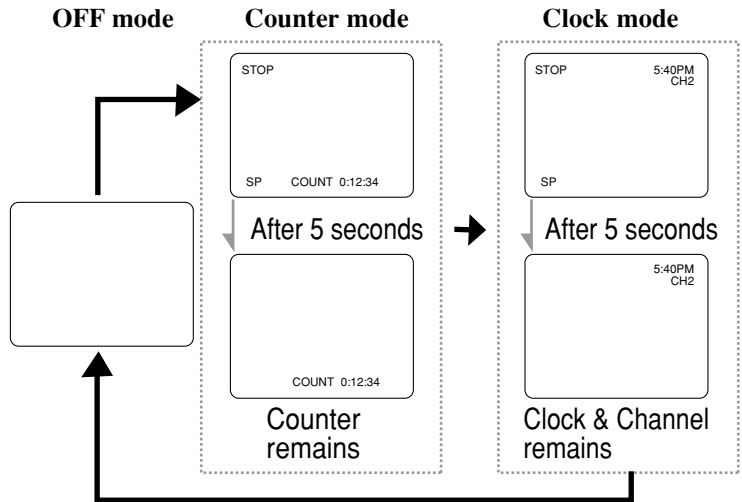 OFF mode
Counter mode
Clock mode
STOP
SP COUNT 0:12:34
After 5 seconds
COUNT 0:12:34
Counter
remains
STOP 5:40PM
CH2
SP
After 5 seconds
5:40PM
CH2
Clock & Channel
remains